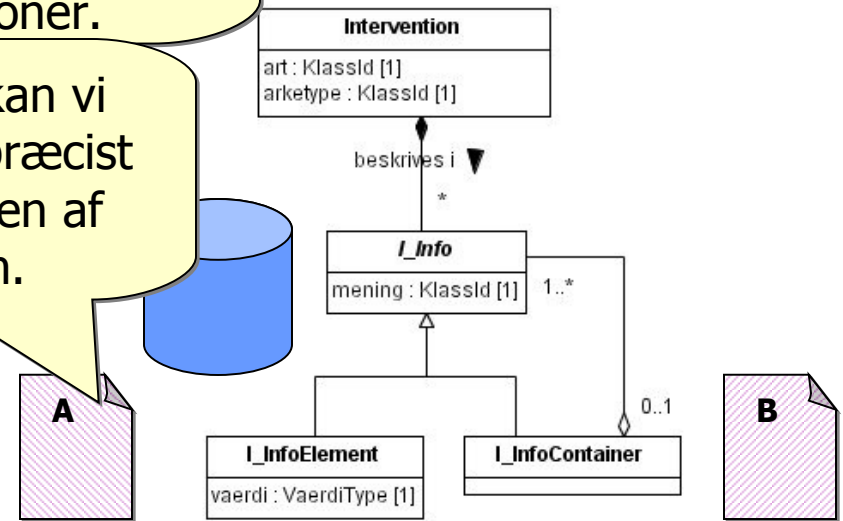 oner.
kan vi
præcist
en af
n.
Intervention
art : KlassId [1]
arketype : KlassId [1]
beskrives i
*
I_Info
mening : KlassId [1]
1..*
0..1
I_InfoElement
vaerdi : VaerdiType [1]
I_InfoContainer
A
B